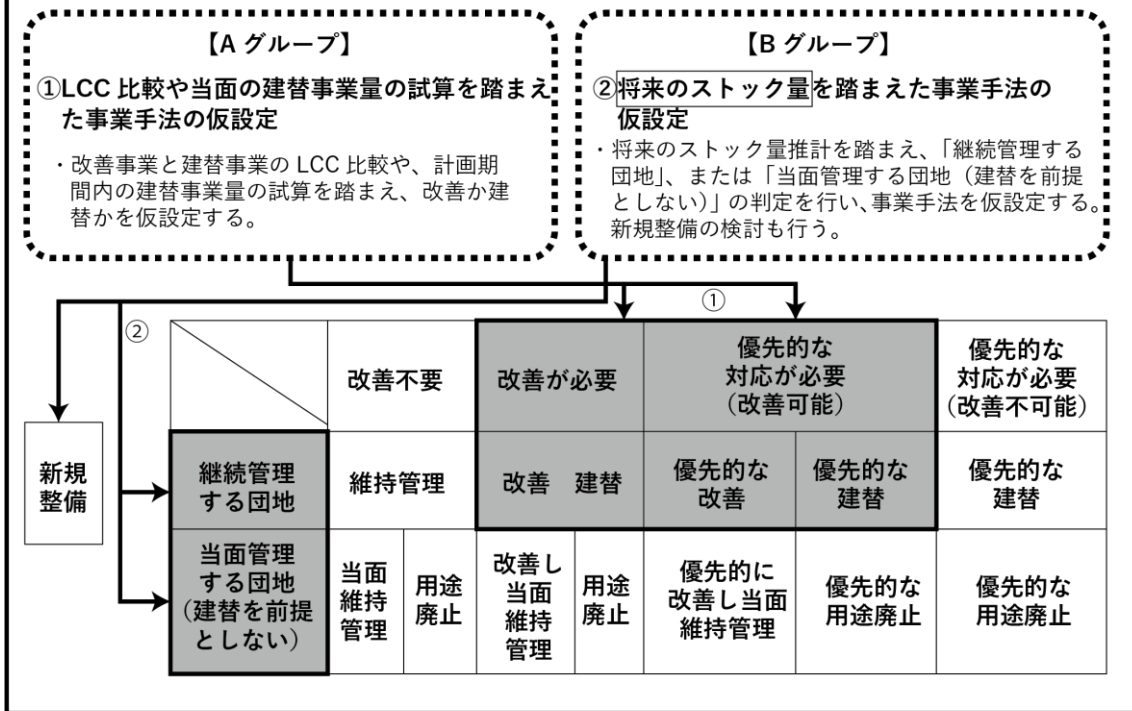 【A グループ】
①LCC 比較や当面の建替事業量の試算を踏まえ
た事業手法の仮設定
・改善事業と建替事業の LCC 比較や、計画期
間内の建替事業量の試算を踏まえ、改善か建
替かを仮設定する。
【B グループ】
②将来のストック量を踏まえた事業手法の
仮設定
・将来のストック量推計を踏まえ、「継続管理する
団地」、または「当面管理する団地（建替を前提
としない）」の判定を行い、事業手法を仮設定する。
新規整備の検討も行う。
①
②
改善不要
改善が必要
優先的な
対応が必要
（改善可能）
優先的な
対応が必要
（改善不可能）
新規
整備
継続管理
する団地
維持管理
改善　建替
優先的な
改善
優先的な
建替
優先的な
建替
当面管理
する団地
（建替を前提
としない）
当面
維持
管理
用途
廃止
改善し
当面
維持
管理
用途
廃止
優先的に
改善し当面
維持管理
優先的な
用途廃止
優先的な
用途廃止